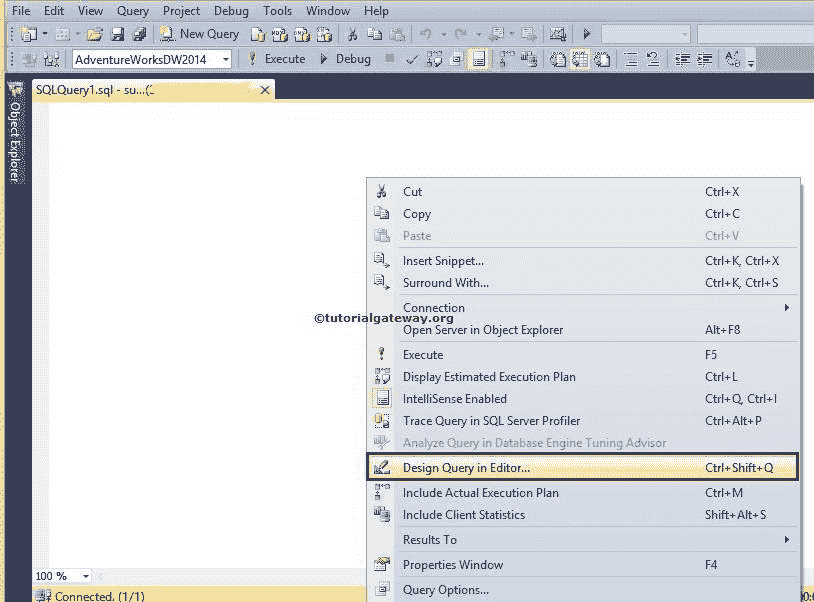 File Edit View Query Project Debug Tools Window Help
New Query
AdventureWorksDW2014 Execute Debug
SQLQuery1.sql - su...(
Object Explorer
Cut Ctrl+X
Copy Ctrl+C
Paste Ctrl+V
Insert Snippet... Ctrl+K, Ctrl+X
Surround With... Ctrl+K, Ctrl+S
Connection
©tutorialgateway.org
Open Server in Object Explorer Alt+F8
Execute F5
Display Estimated Execution Plan Ctrl+L
IntelliSense Enabled Ctrl+Q, Ctrl+I
Trace Query in SQL Server Profiler Ctrl+Alt+P
Analyze Query in Database Engine Tuning Advisor
Design Query in Editor... Ctrl+Shift+Q
Include Actual Execution Plan Ctrl+M
Include Client Statistics Shift+Alt+S
Results To
Properties Window F4
100 %
Query Options...
Connected. (1/1)